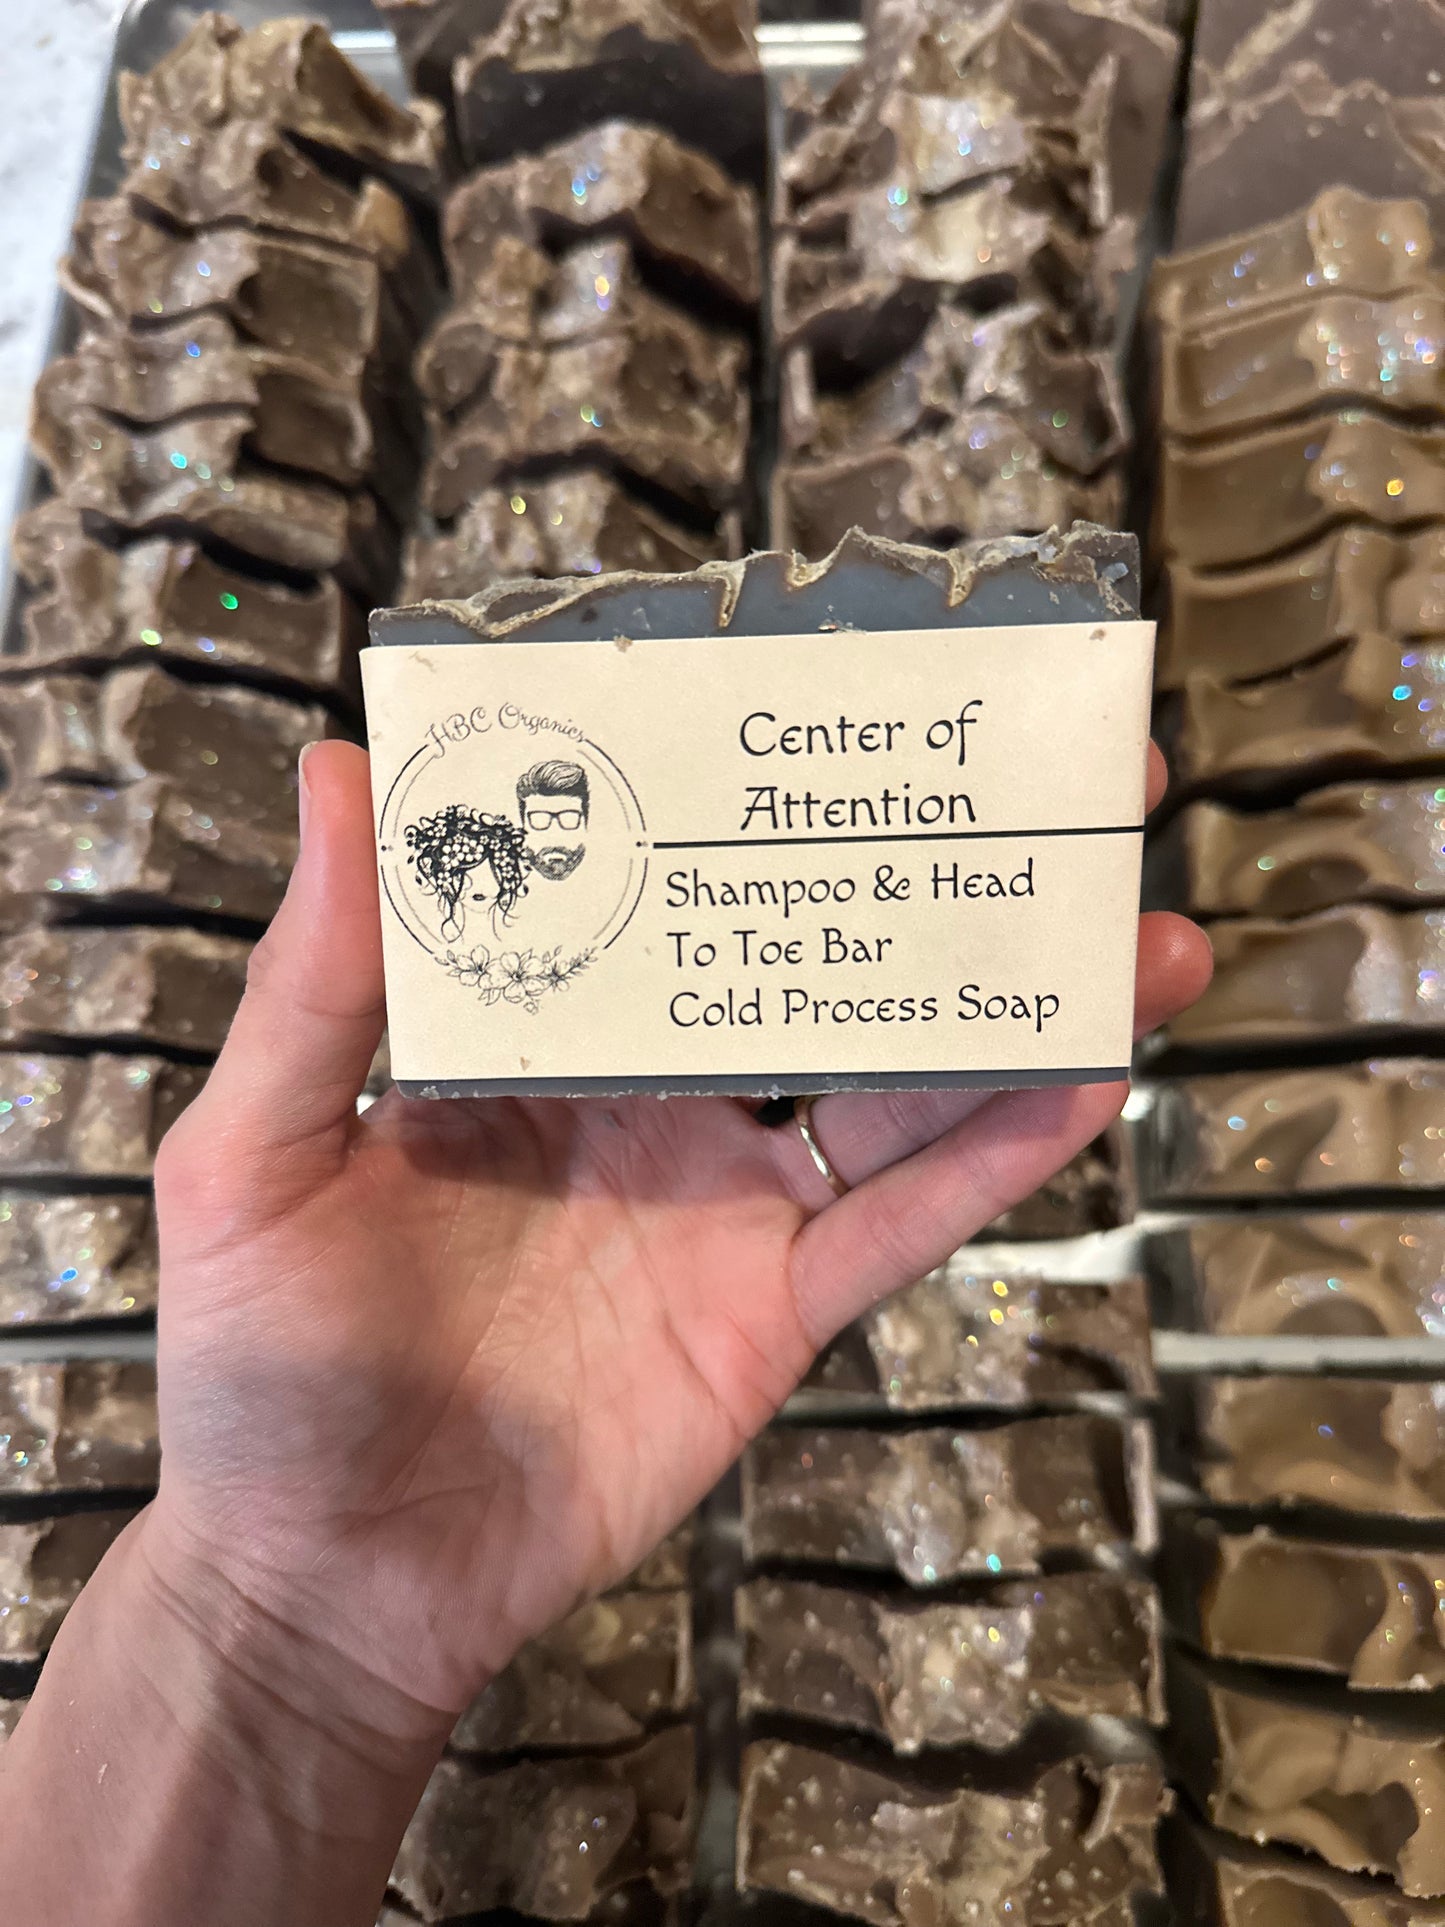 HBC Organics
Center of
Attention
Shampoo & Head
To Toe Bar
Cold Process Soap